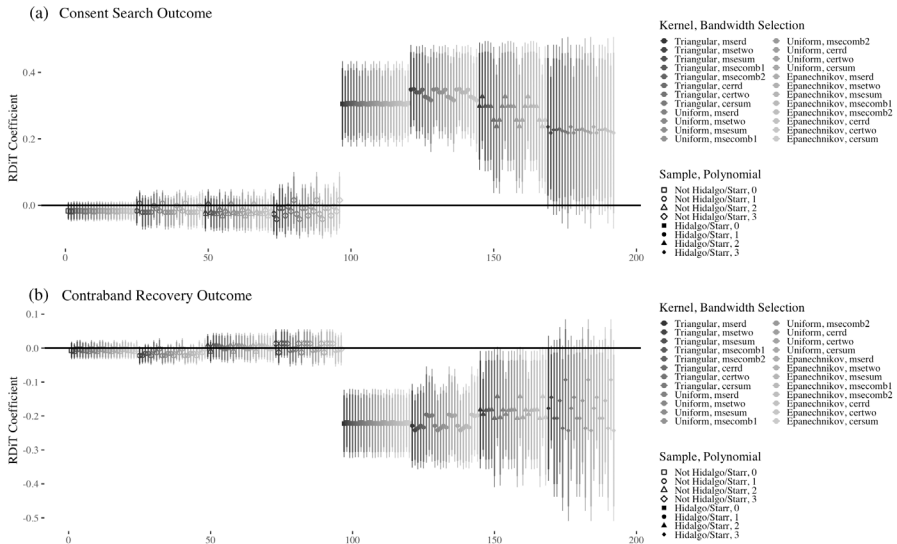 (a) Consent Search Outcome
RDiT Coefficient
0.4
0.2
0.0
0 50 100 150 200
Kernel, Bandwidth Selection
Triangular, mserd
Triangular, msetwo
Triangular, msesum
Triangular, msecomb1
Triangular, msecomb2
Triangular, cerrd
Triangular, certwo
Triangular, cersum
Uniform, mserd
Uniform, msetwo
Uniform, msesum
Uniform, msecomb1
Uniform, msecomb2
Uniform, cerrd
Uniform, certwo
Uniform, cersum
Epanechnikov, mserd
Epanechnikov, msetwo
Epanechnikov, msesum
Epanechnikov, msecomb1
Epanechnikov, msecomb2
Epanechnikov, cerrd
Epanechnikov, certwo
Epanechnikov, cersum
Sample, Polynomial
Not Hidalgo/Starr, 0
Not Hidalgo/Starr, 1
Not Hidalgo/Starr, 2
Not Hidalgo/Starr, 3
Hidalgo/Starr, 0
Hidalgo/Starr, 1
Hidalgo/Starr, 2
Hidalgo/Starr, 3
(b) Contraband Recovery Outcome
RDiT Coefficient
0.1
0.0
-0.1
-0.2
-0.3
-0.4
-0.5
0 50 100 150 200
Kernel, Bandwidth Selection
Triangular, mserd
Triangular, msetwo
Triangular, msesum
Triangular, msecomb1
Triangular, msecomb2
Triangular, cerrd
Triangular, certwo
Triangular, cersum
Uniform, mserd
Uniform, msetwo
Uniform, msesum
Uniform, msecomb1
Uniform, msecomb2
Uniform, cerrd
Uniform, certwo
Uniform, cersum
Epanechnikov, mserd
Epanechnikov, msetwo
Epanechnikov, msesum
Epanechnikov, msecomb1
Epanechnikov, msecomb2
Epanechnikov, cerrd
Epanechnikov, certwo
Epanechnikov, cersum
Sample, Polynomial
Not Hidalgo/Starr, 0
Not Hidalgo/Starr, 1
Not Hidalgo/Starr, 2
Not Hidalgo/Starr, 3
Hidalgo/Starr, 0
Hidalgo/Starr, 1
Hidalgo/Starr, 2
Hidalgo/Starr, 3